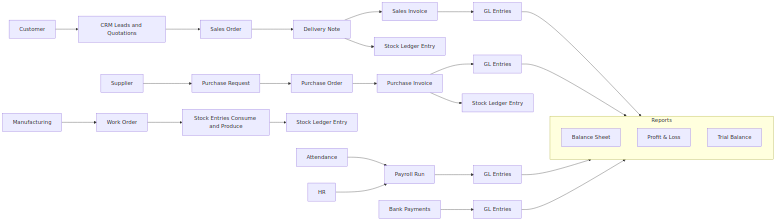 Customer
CRM Leads and
Quotations
Sales Order
Delivery Note
Sales Invoice
GL Entries
Stock Ledger Entry
Supplier
Purchase Request
Purchase Order
Purchase Invoice
GL Entries
Stock Ledger Entry
Manufacturing
Work Order
Stock Entries Consume
and Produce
Stock Ledger Entry
Reports
Balance Sheet
Profit & Loss
Trial Balance
Attendance
HR
Payroll Run
GL Entries
Bank Payments
GL Entries